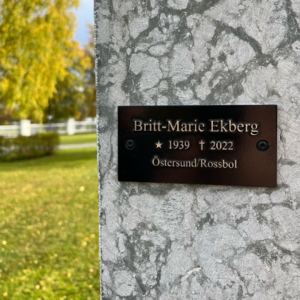 Britt-Marie Ekberg
★ 1939 † 2022
Östersund/Rossbol